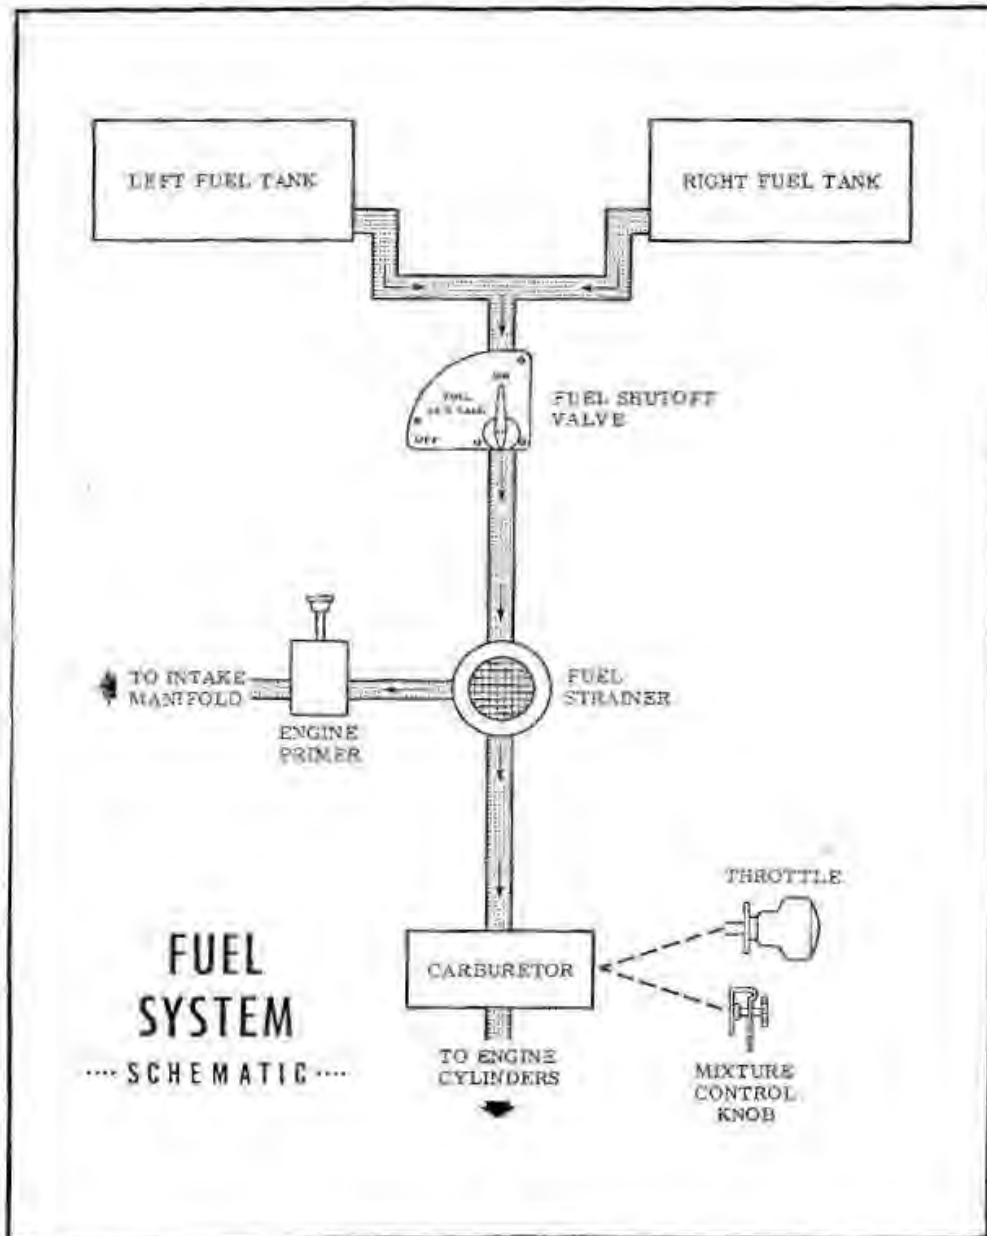 LEFT FUEL TANK
RIGHT FUEL TANK
ON
FUEL
OFF
FUEL SHUTOFF
VALVE
TO INTAKE
MANIFOLD
ENGINE
PRIMER
FUEL
STRAINER
THROTTLE
CARBURETOR
FUEL
SYSTEM
···· SCHEMATIC ····
TO ENGINE
CYLINDERS
MIXTURE
CONTROL
KNOB